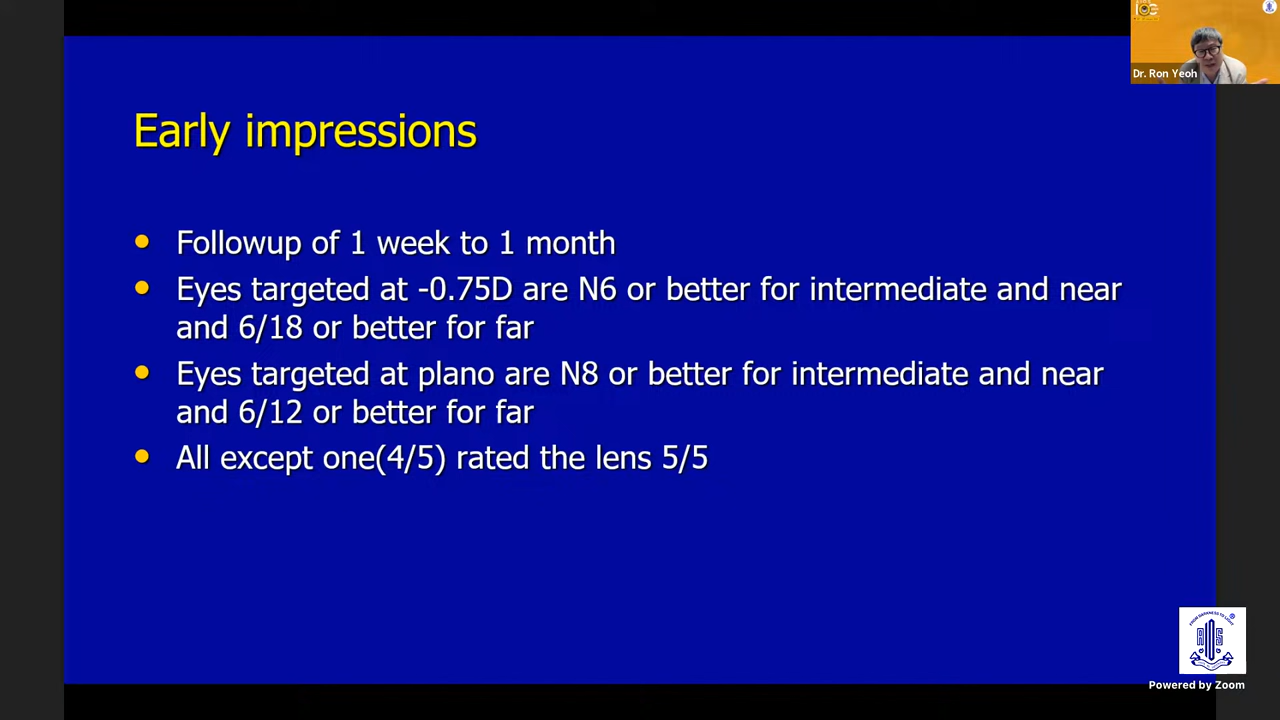 Dr. Ron Yeoh
Early impressions
Followup of 1 week to 1 month
Eyes targeted at -0.75D are N6 or better for intermediate and near
and 6/18 or better for far
Eyes targeted at plano are N8 or better for intermediate and near
and 6/12 or better for far
All except one(4/5) rated the lens 5/5
Powered by Zoom